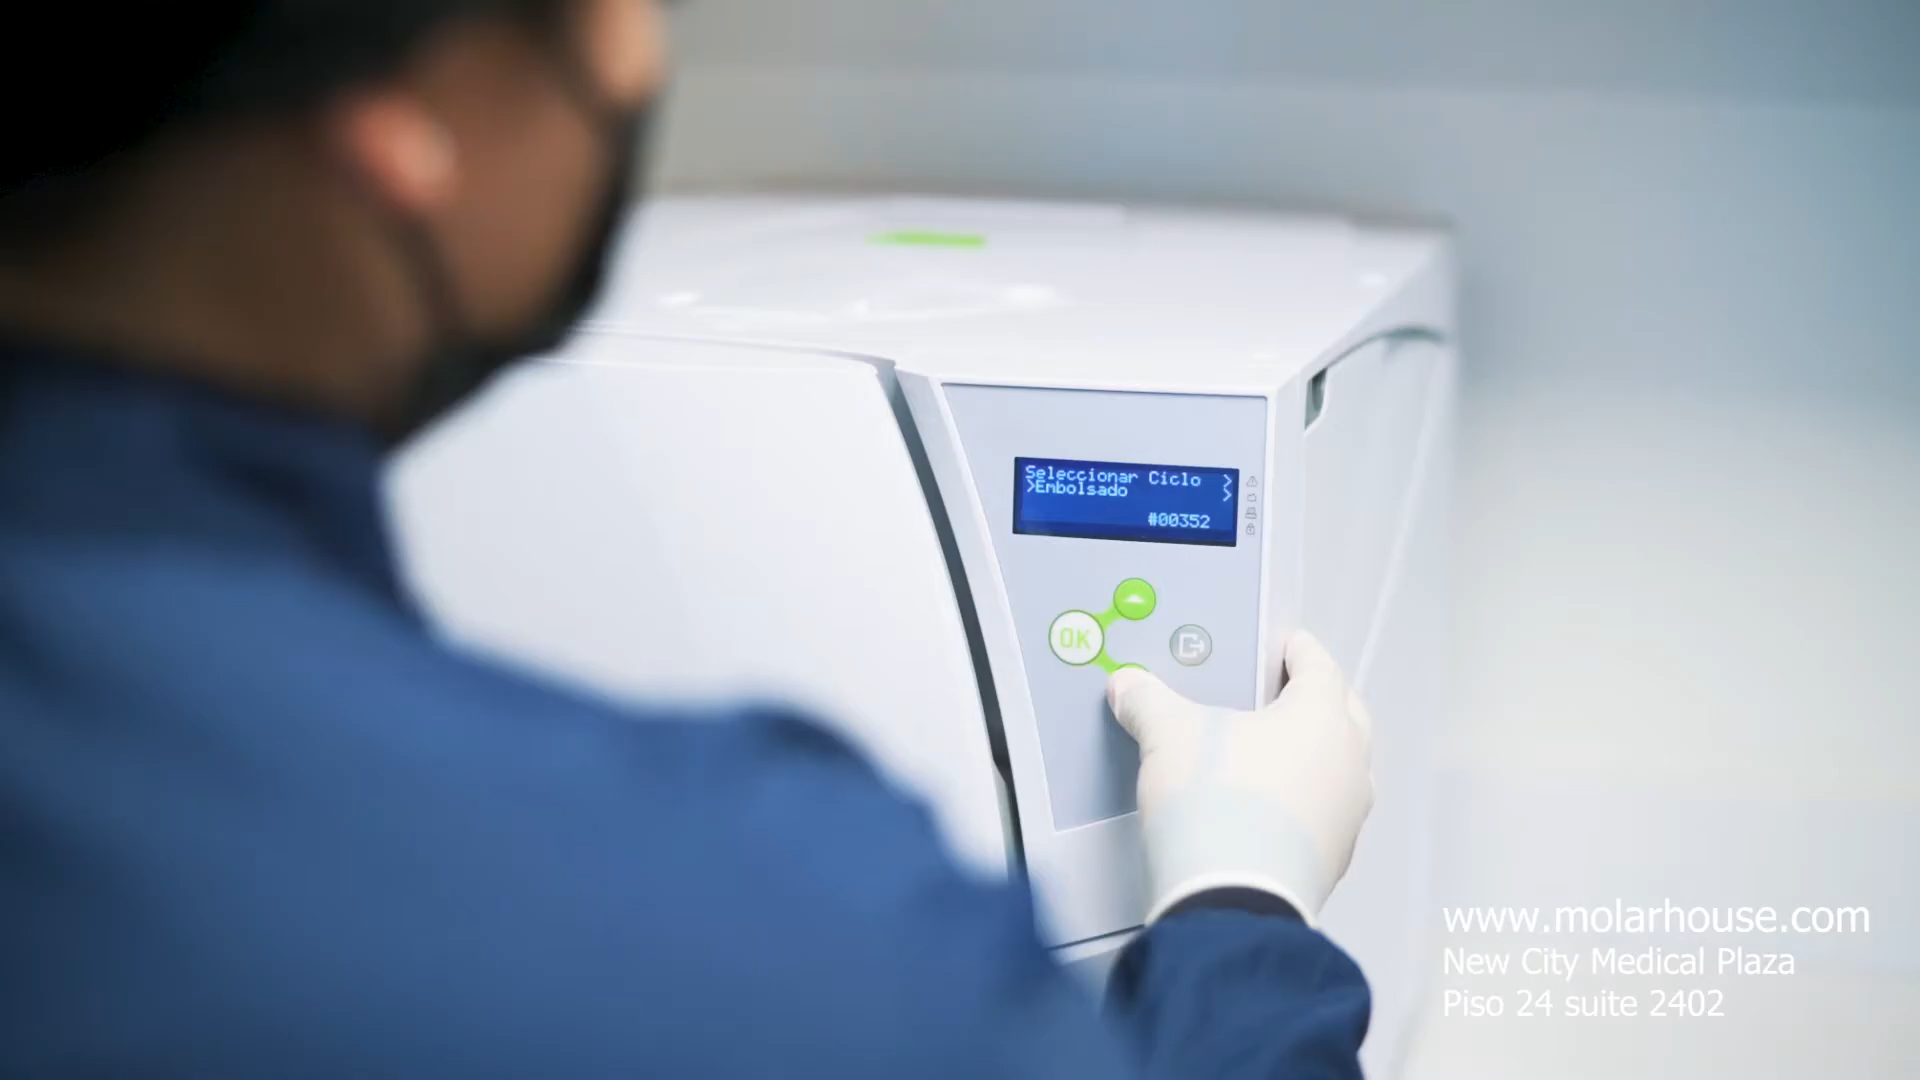 Seleccionar Ciclo >
>Embolsado >
#00352
OK
www.molarhouse.com
New City Medical Plaza
Piso 24 suite 2402